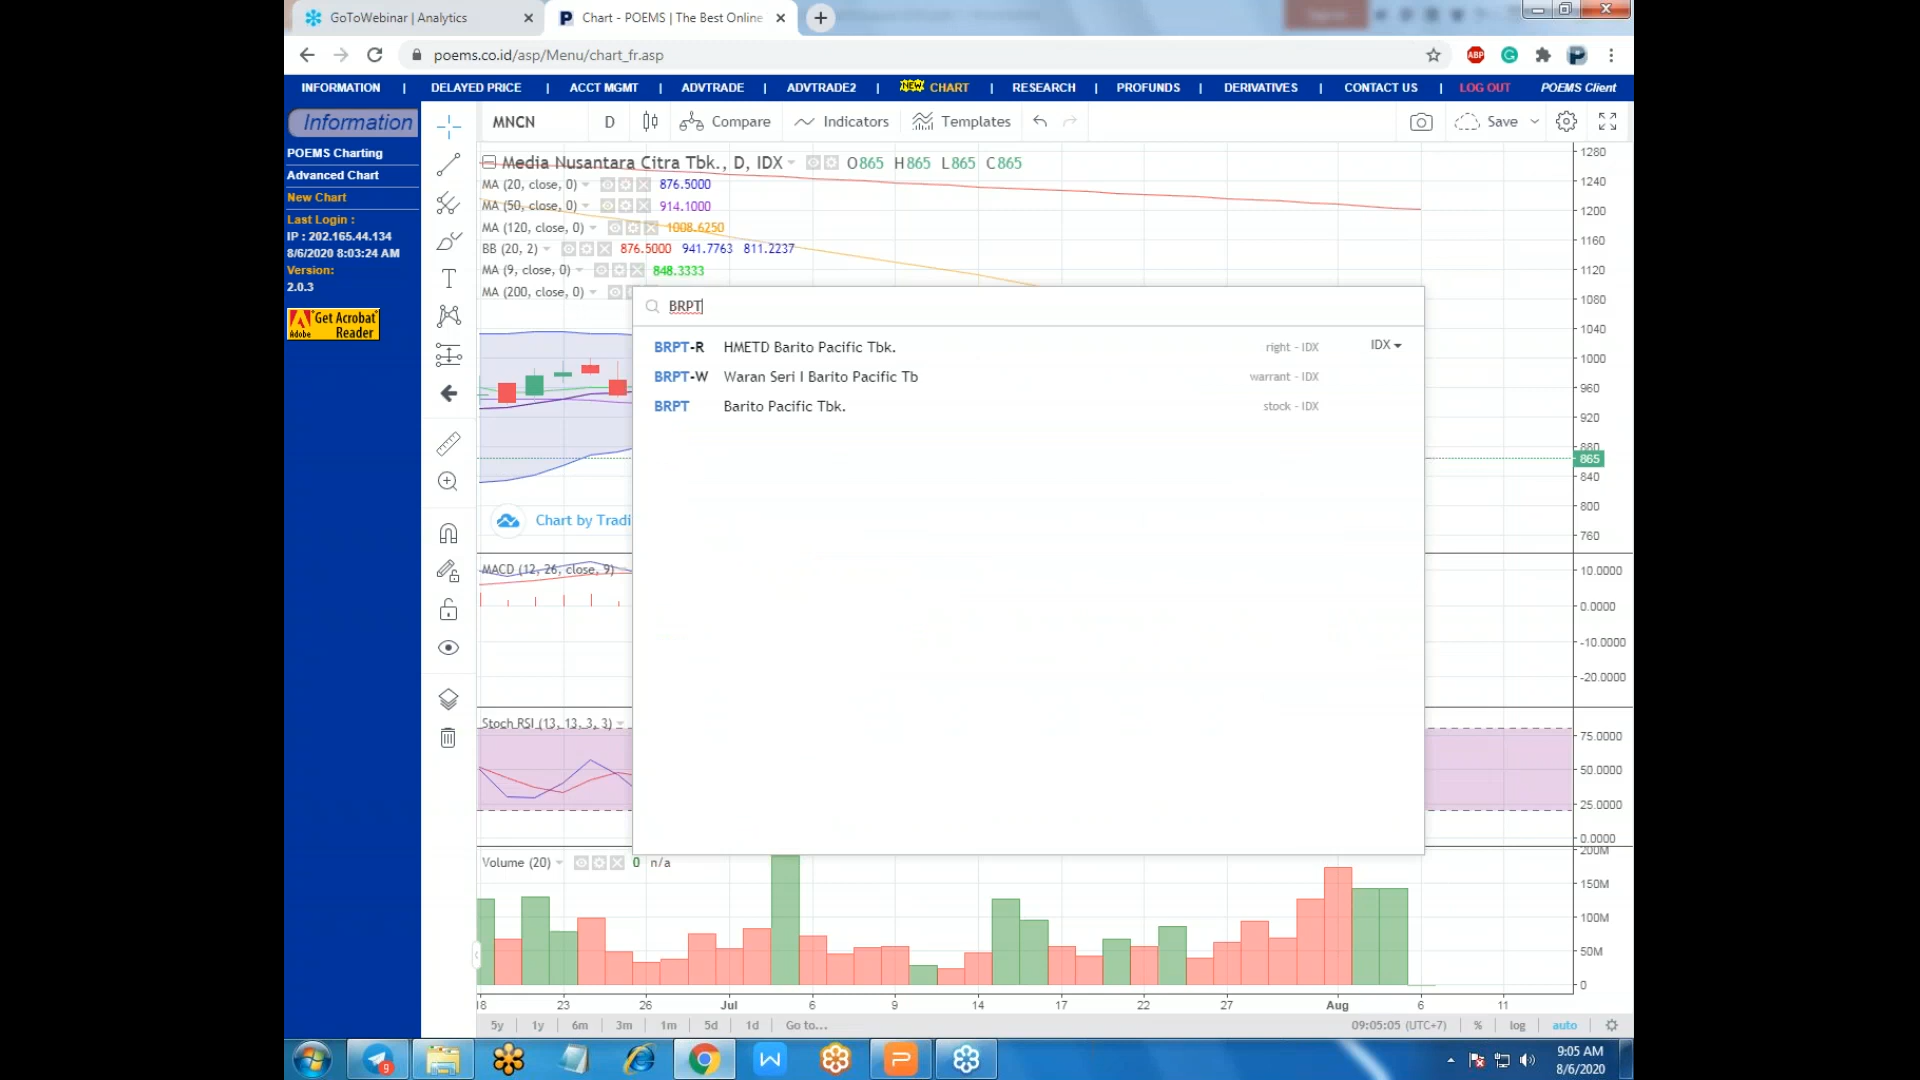 GoToWebinar | Analytics
Chart - POEMS | The Best Online
poems.co.id/asp/Menu/chart_fr.asp
ABP
INFORMATION | DELAYED PRICE | ACCT MGMT | ADVTRADE | ADVTRADE2 | NEW CHART | RESEARCH | PROFUNDS | DERIVATIVES | CONTACT US | LOG OUT POEMS Client
Information
POEMS Charting
Advanced Chart
New Chart
Last Login :
IP : 202.165.44.134
8/6/2020 8:03:24 AM
Version:
2.0.3
Get Acrobat
Adobe Reader
MNCN D Compare Indicators Templates Save
Media Nusantara Citra Tbk., D, IDX O865 H865 L865 C865
MA (20, close, 0) 876.5000
MA (50, close, 0) 914.1000
MA (120, close, 0) 1008.6250
BB (20, 2) 876.5000 941.7763 811.2237
MA (9, close, 0) 848.3333
MA (200, close, 0)
BRPT
BRPT-R HMETD Barito Pacific Tbk. right - IDX IDX
BRPT-W Waran Seri I Barito Pacific Tb warrant - IDX
BRPT Barito Pacific Tbk. stock - IDX
Chart by Tradi
MACD (12, 26, close, 9)
Stoch RSI (13, 13, 3, 3)
Volume (20) 0 n/a
1280
1240
1200
1160
1120
1080
1040
1000
960
920
880
865
840
800
760
10.0000
0.0000
-10.0000
-20.0000
75.0000
50.0000
25.0000
0.0000
200M
150M
100M
50M
0
18 23 26 Jul 6 9 14 17 22 27 Aug 6 11
5y 1y 6m 3m 1m 5d 1d Go to... 09:05:05 (UTC+7) % log auto
9
9:05 AM
8/6/2020